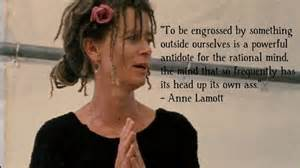 "To be engrossed by something
outside ourselves is a powerful
antidote for the rational mind,
the mind that so frequently has
its head up its own ass."
- Anne Lamott